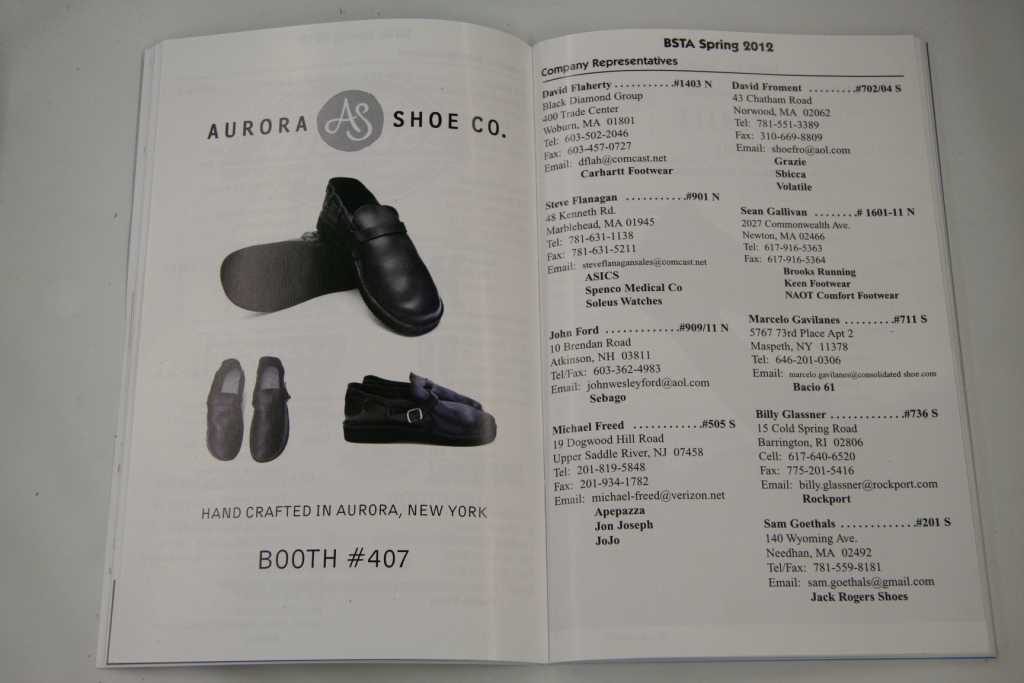 AURORA AS SHOE CO.
HAND CRAFTED IN AURORA, NEW YORK
BOOTH #407
BSTA Spring 2012
Company Representatives
David Flaherty ...........#1403 N
Black Diamond Group
400 Trade Center
Woburn, MA 01801
Tel: 603-502-2046
Fax: 603-457-0727
Email: dflah@comcast.net
Carhartt Footwear
Steve Flanagan ...........#901 N
48 Kenneth Rd.
Marblehead, MA 01945
Tel: 781-631-1138
Fax: 781-631-5211
Email: steveflanagansales@comcast.net
ASICS
Spenco Medical Co
Soleus Watches
John Ford .............#909/11 N
10 Brendan Road
Atkinson, NH 03811
Tel/Fax: 603-362-4983
Email: johnwesleyford@aol.com
Sebago
Michael Freed ............#505 S
19 Dogwood Hill Road
Upper Saddle River, NJ 07458
Tel: 201-819-5848
Fax: 201-934-1782
Email: michael-freed@verizon.net
Apepazza
Jon Joseph
JoJo
David Froment .........#702/04 S
43 Chatham Road
Norwood, MA 02062
Tel: 781-551-3389
Fax: 310-669-8809
Email: shoefro@aol.com
Grazie
Sbicca
Volatile
Sean Gallivan ........# 1601-11 N
2027 Commonwealth Ave.
Newton, MA 02466
Tel: 617-916-5363
Fax: 617-916-5364
Brooks Running
Keen Footwear
NAOT Comfort Footwear
Marcelo Gavilanes .........#711 S
5767 73rd Place Apt 2
Maspeth, NY 11378
Tel: 646-201-0306
Email: marcelo.gavilanes@consolidated shoe.com
Bacio 61
Billy Glassner .............#736 S
15 Cold Spring Road
Barrington, RI 02806
Cell: 617-640-6520
Fax: 775-201-5416
Email: billy.glassner@rockport.com
Rockport
Sam Goethals .............#201 S
140 Wyoming Ave.
Needhan, MA 02492
Tel/Fax: 781-559-8181
Email: sam.goethals@gmail.com
Jack Rogers Shoes